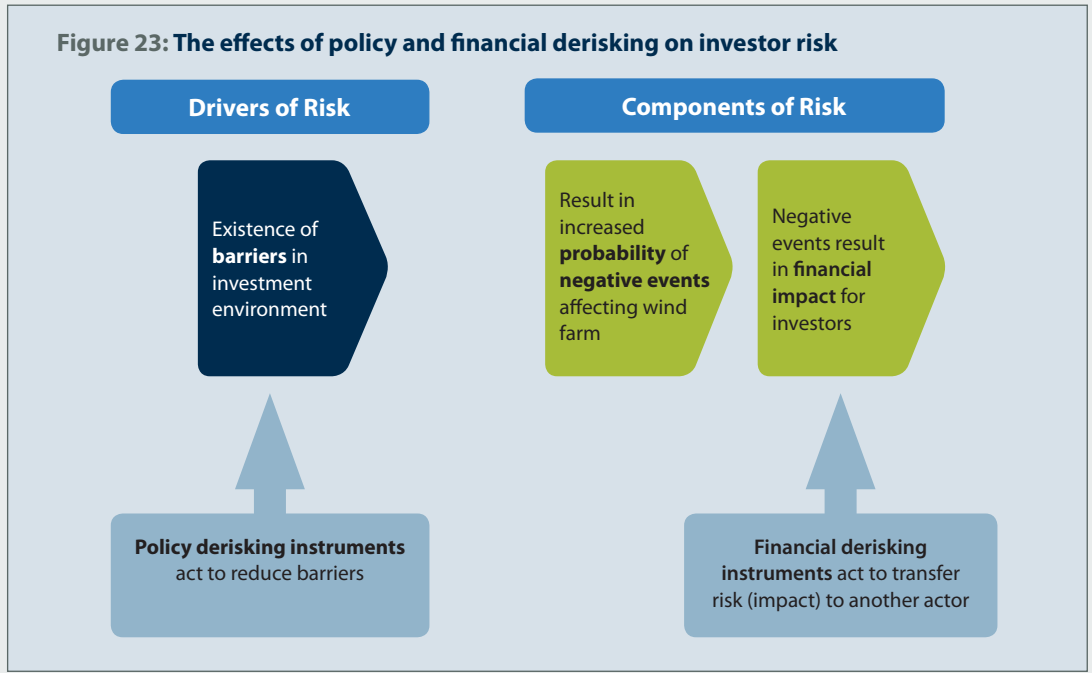 Figure 23: The effects of policy and financial derisking on investor risk
Drivers of Risk
Components of Risk
Existence of
barriers in
investment
environment
Result in
increased
probability of
negative events
affecting wind
farm
Negative
events result
in financial
impact for
investors
Policy derisking instruments
act to reduce barriers
Financial derisking
instruments act to transfer
risk (impact) to another actor